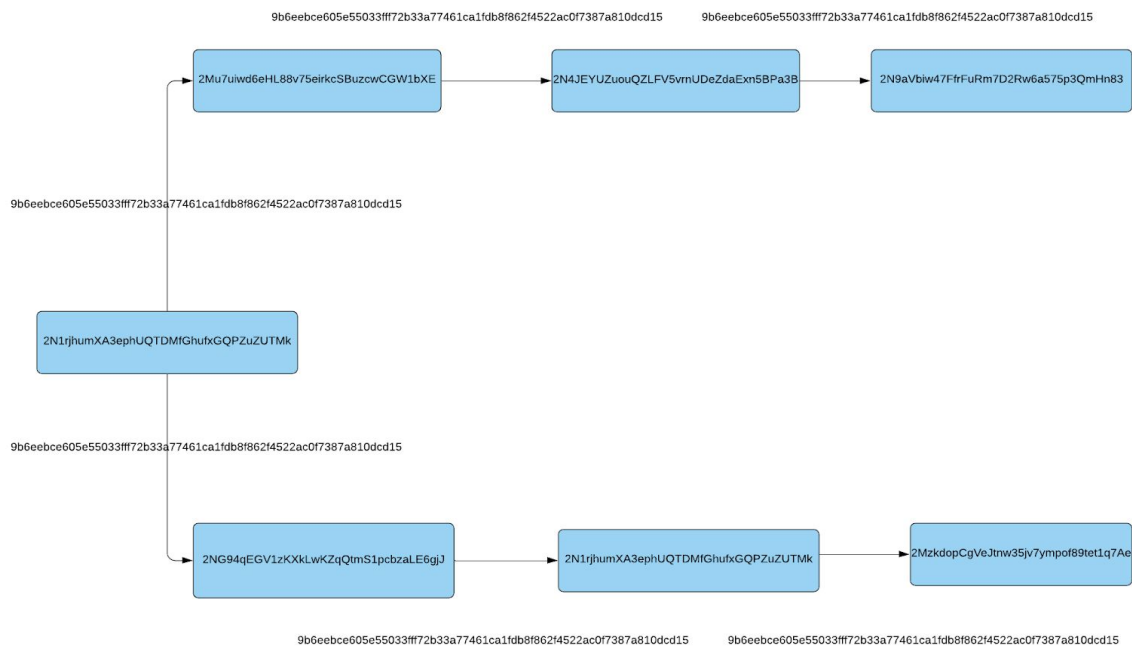 9b6eebce605e55033fff72b33a77461ca1fdb8f862f4522ac0f7387a810dcd15
9b6eebce605e55033fff72b33a77461ca1fdb8f862f4522ac0f7387a810dcd15
2Mu7uiwd6eHL88v75eirkcSBuzcwCGW1bXE
2N4JEYUZuouQZLFV5vrnUDeZdaExn5BPa3B
2N9aVbiw47FfrFuRm7D2Rw6a575p3QmHn83
9b6eebce605e55033fff72b33a77461ca1fdb8f862f4522ac0f7387a810dcd15
2N1rjhumXA3ephUQTDMfGhufxGQPZuZUTMk
9b6eebce605e55033fff72b33a77461ca1fdb8f862f4522ac0f7387a810dcd15
2NG94qEGV1zKXkLwKZqQtmS1pcbzaLE6gjJ
2N1rjhumXA3ephUQTDMfGhufxGQPZuZUTMk
2MzkdopCgVeJtnw35jv7ympof89tet1q7Ae
9b6eebce605e55033fff72b33a77461ca1fdb8f862f4522ac0f7387a810dcd15
9b6eebce605e55033fff72b33a77461ca1fdb8f862f4522ac0f7387a810dcd15